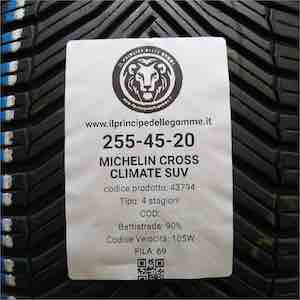 IL PRINCIPE DELLE GOMME
www.ilprincipedellegomme.it
255-45-20
MICHELIN CROSS
CLIMATE SUV
codice prodotto: 43794
Tipo: 4 stagioni
COD:
Battistrada: 90%
Codice Velocità: 105W
FILA: 69